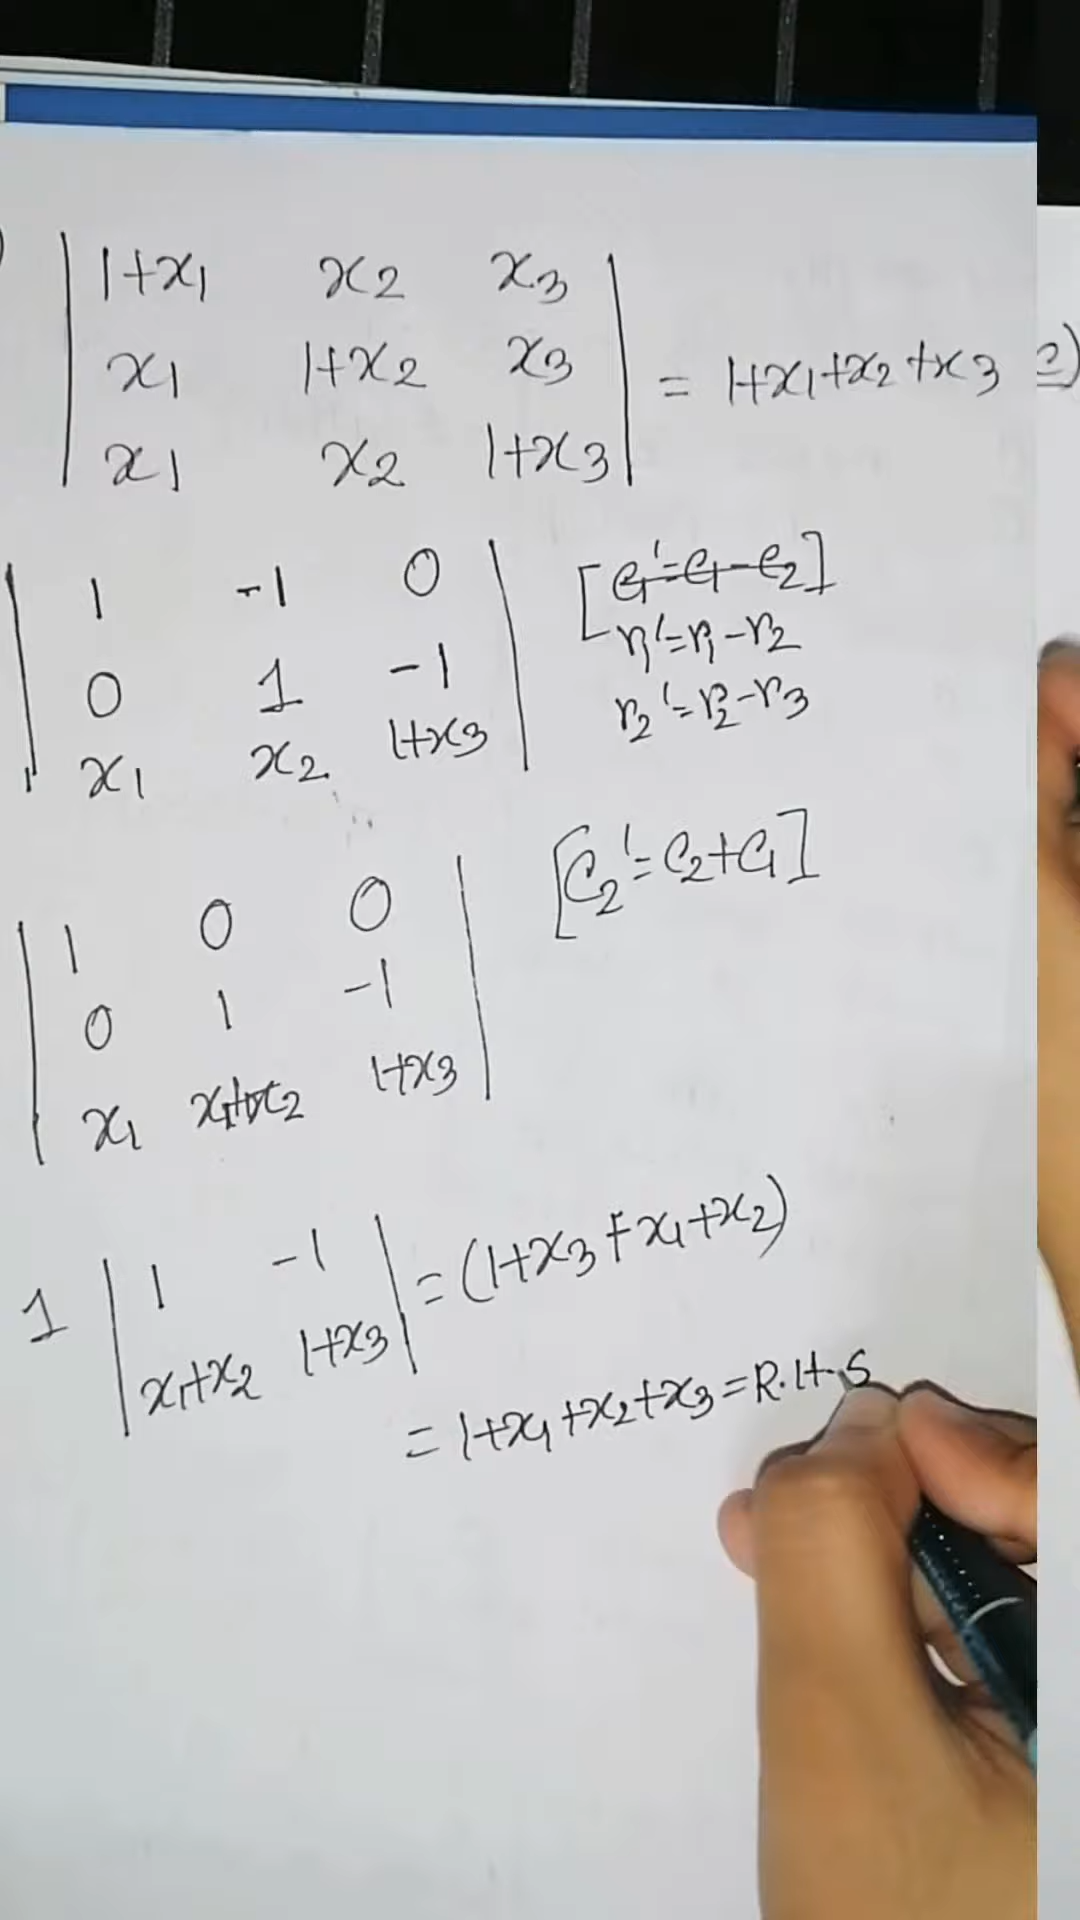 | 1+x₁ x₂ x₃ |
| x₁ 1+x₂ x₃ | = 1+x₁+x₂+x₃ 2)
| x₁ x₂ 1+x₃ |
| 1 -1 0 | [C₁'=C₁-C₂]
r₁'=r₁-r₂
| 0 1 -1 |
r₂'=r₂-r₃
| x₁ x₂ 1+x₃ |
| 1 0 0 | [C₂'=C₂+C₁]
| 0 1 -1 |
| x₁ x₁+x₂ 1+x₃ |
1 | 1 -1 | = (1+x₃+x₁+x₂)
| x₁+x₂ 1+x₃ |
= 1+x₁+x₂+x₃ = R.H.S